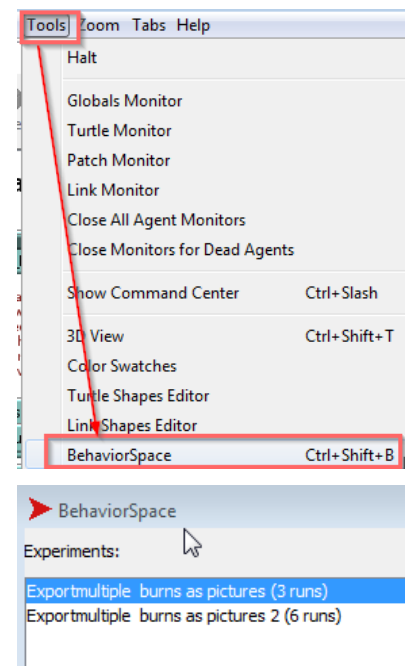 Tools Zoom Tabs Help
Halt
Globals Monitor
Turtle Monitor
Patch Monitor
Link Monitor
Close All Agent Monitors
Close Monitors for Dead Agents
Show Command Center Ctrl+Slash
3D View Ctrl+Shift+T
Color Swatches
Turtle Shapes Editor
Link Shapes Editor
BehaviorSpace Ctrl+Shift+B
BehaviorSpace
Experiments:
Exportmultiple burns as pictures (3 runs)
Exportmultiple burns as pictures 2 (6 runs)